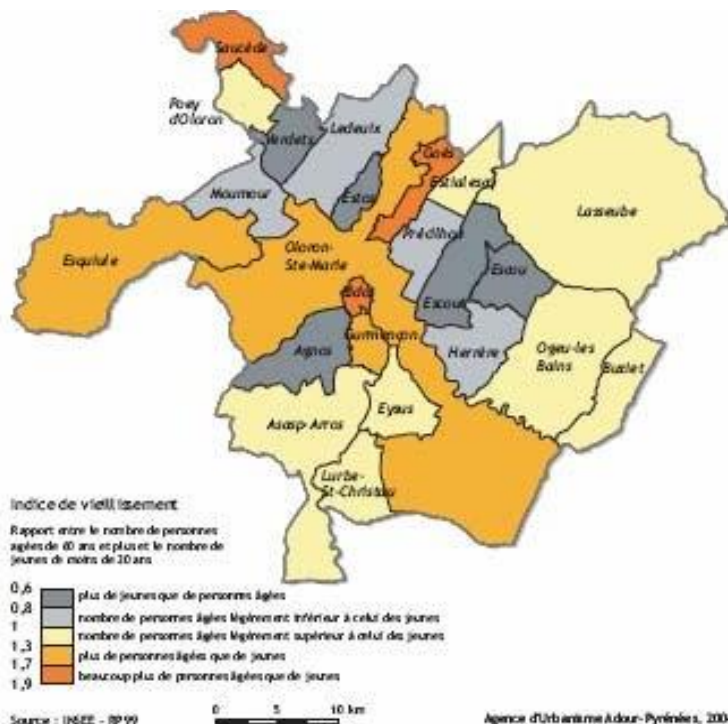 Saucède
Poey
d'Oloron
Verdets
Ledeuix
Goès
Estialesq
Estos
Moumour
Lasseube
Précilhon
Esquiule
Oloron-
Ste-Marie
Escou
Bidos
Escout
Gurmençon
Agnos
Herrère
Ogeu-les
Bains
Buziet
Eysus
Asasp-Arros
Lurbe-
St-Christau
Indice de vieillissement
Rapport entre le nombre de personnes
agées de 60 ans et plus et le nombre de
jeunes de moins de 20 ans
0,6
plus de jeunes que de personnes âgées
0,8
nombre de personnes âgées légèrement inférieur à celui des jeunes
1
nombre de personnes âgées légèrement supérieur à celui des jeunes
1,3
plus de personnes âgées que de jeunes
1,7
beaucoup plus de personnes âgées que de jeunes
1,9
0 5 10 km
Source : INSEE - RP99
Agence d'Urbanisme Adour-Pyrénées,